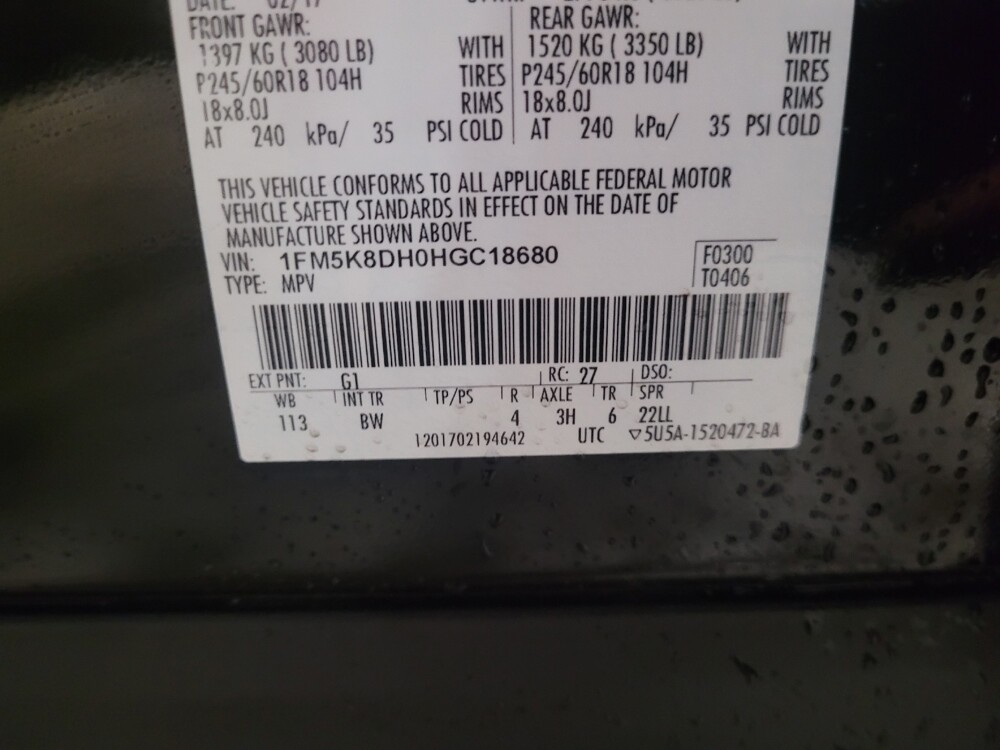 DATE: 02/17
FRONT GAWR:
1397 KG ( 3080 LB) WITH
P245/60R18 104H TIRES
18x8.0J RIMS
AT 240 kPa/ 35 PSI COLD
REAR GAWR:
1520 KG ( 3350 LB) WITH
P245/60R18 104H TIRES
18x8.0J RIMS
AT 240 kPa/ 35 PSI COLD
THIS VEHICLE CONFORMS TO ALL APPLICABLE FEDERAL MOTOR
VEHICLE SAFETY STANDARDS IN EFFECT ON THE DATE OF
MANUFACTURE SHOWN ABOVE.
VIN: 1FM5K8DH0HGC18680 F0300
TYPE: MPV T0406
EXT PNT: G1 RC: 27 DSO:
WB INT TR TP/PS R AXLE TR SPR
113 BW 4 3H 6 22LL
1201702194642 UTC ▽5U5A-1520472-BA